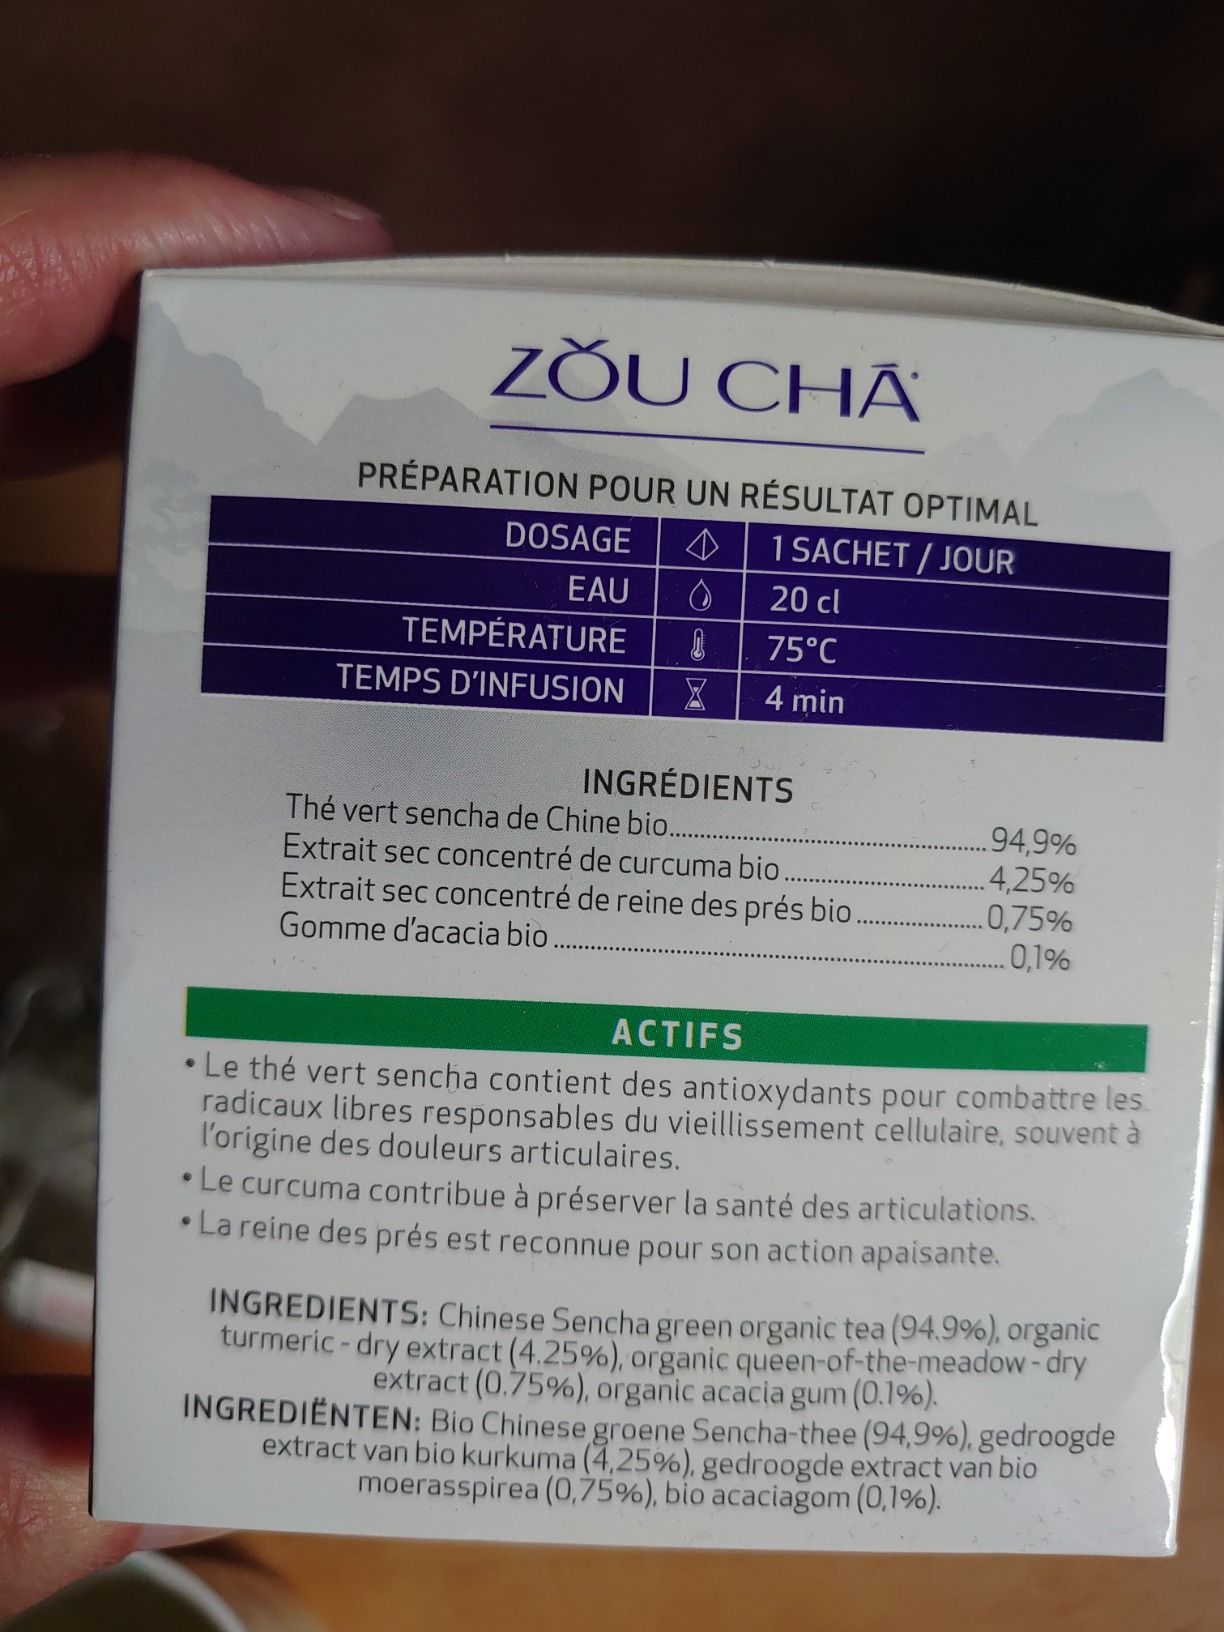 ZǑU CHĀ
PRÉPARATION POUR UN RÉSULTAT OPTIMAL
DOSAGE 1 SACHET / JOUR
EAU 20 cl
TEMPÉRATURE 75°C
TEMPS D'INFUSION 4 min
INGRÉDIENTS
Thé vert sencha de Chine bio 94,9%
Extrait sec concentré de curcuma bio 4,25%
Extrait sec concentré de reine des prés bio 0,75%
Gomme d'acacia bio 0,1%
ACTIFS
• Le thé vert sencha contient des antioxydants pour combattre les
radicaux libres responsables du vieillissement cellulaire, souvent à
l'origine des douleurs articulaires.
• Le curcuma contribue à préserver la santé des articulations.
• La reine des prés est reconnue pour son action apaisante.
INGREDIENTS: Chinese Sencha green organic tea (94.9%), organic
turmeric - dry extract (4.25%), organic queen-of-the-meadow - dry
extract (0.75%), organic acacia gum (0.1%).
INGREDIËNTEN: Bio Chinese groene Sencha-thee (94,9%), gedroogde
extract van bio kurkuma (4,25%), gedroogde extract van bio
moerasspirea (0,75%), bio acaciagom (0,1%).